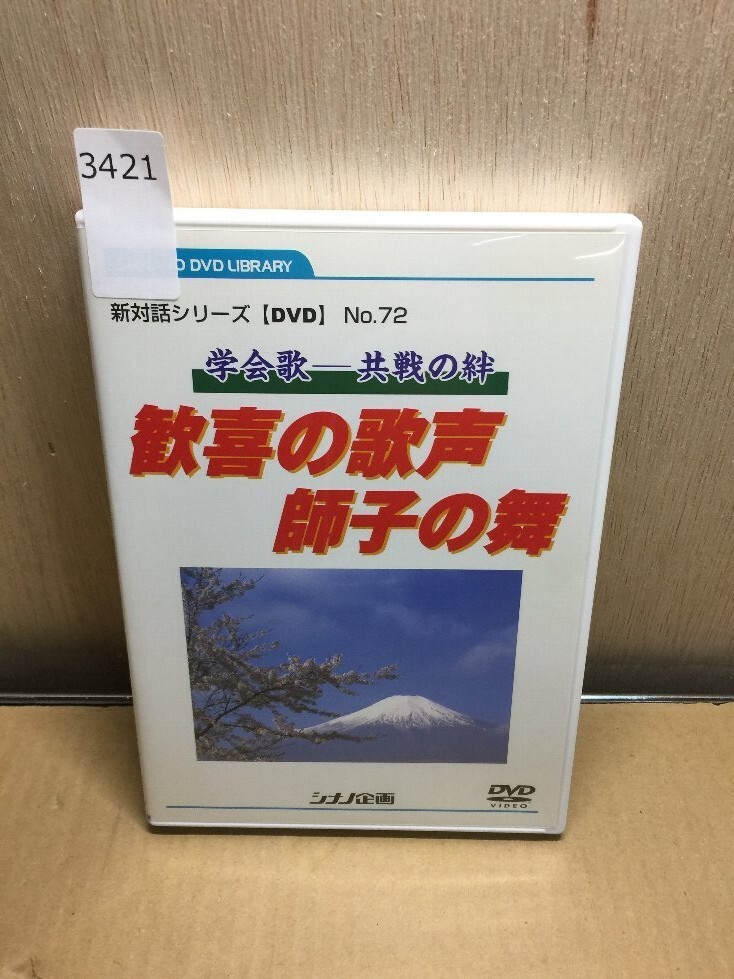 3421
DVD LIBRARY
新対話シリーズ【DVD】 No.72
学会歌―共戦の絆
歓喜の歌声
師子の舞
シナノ企画
DVD
VIDEO